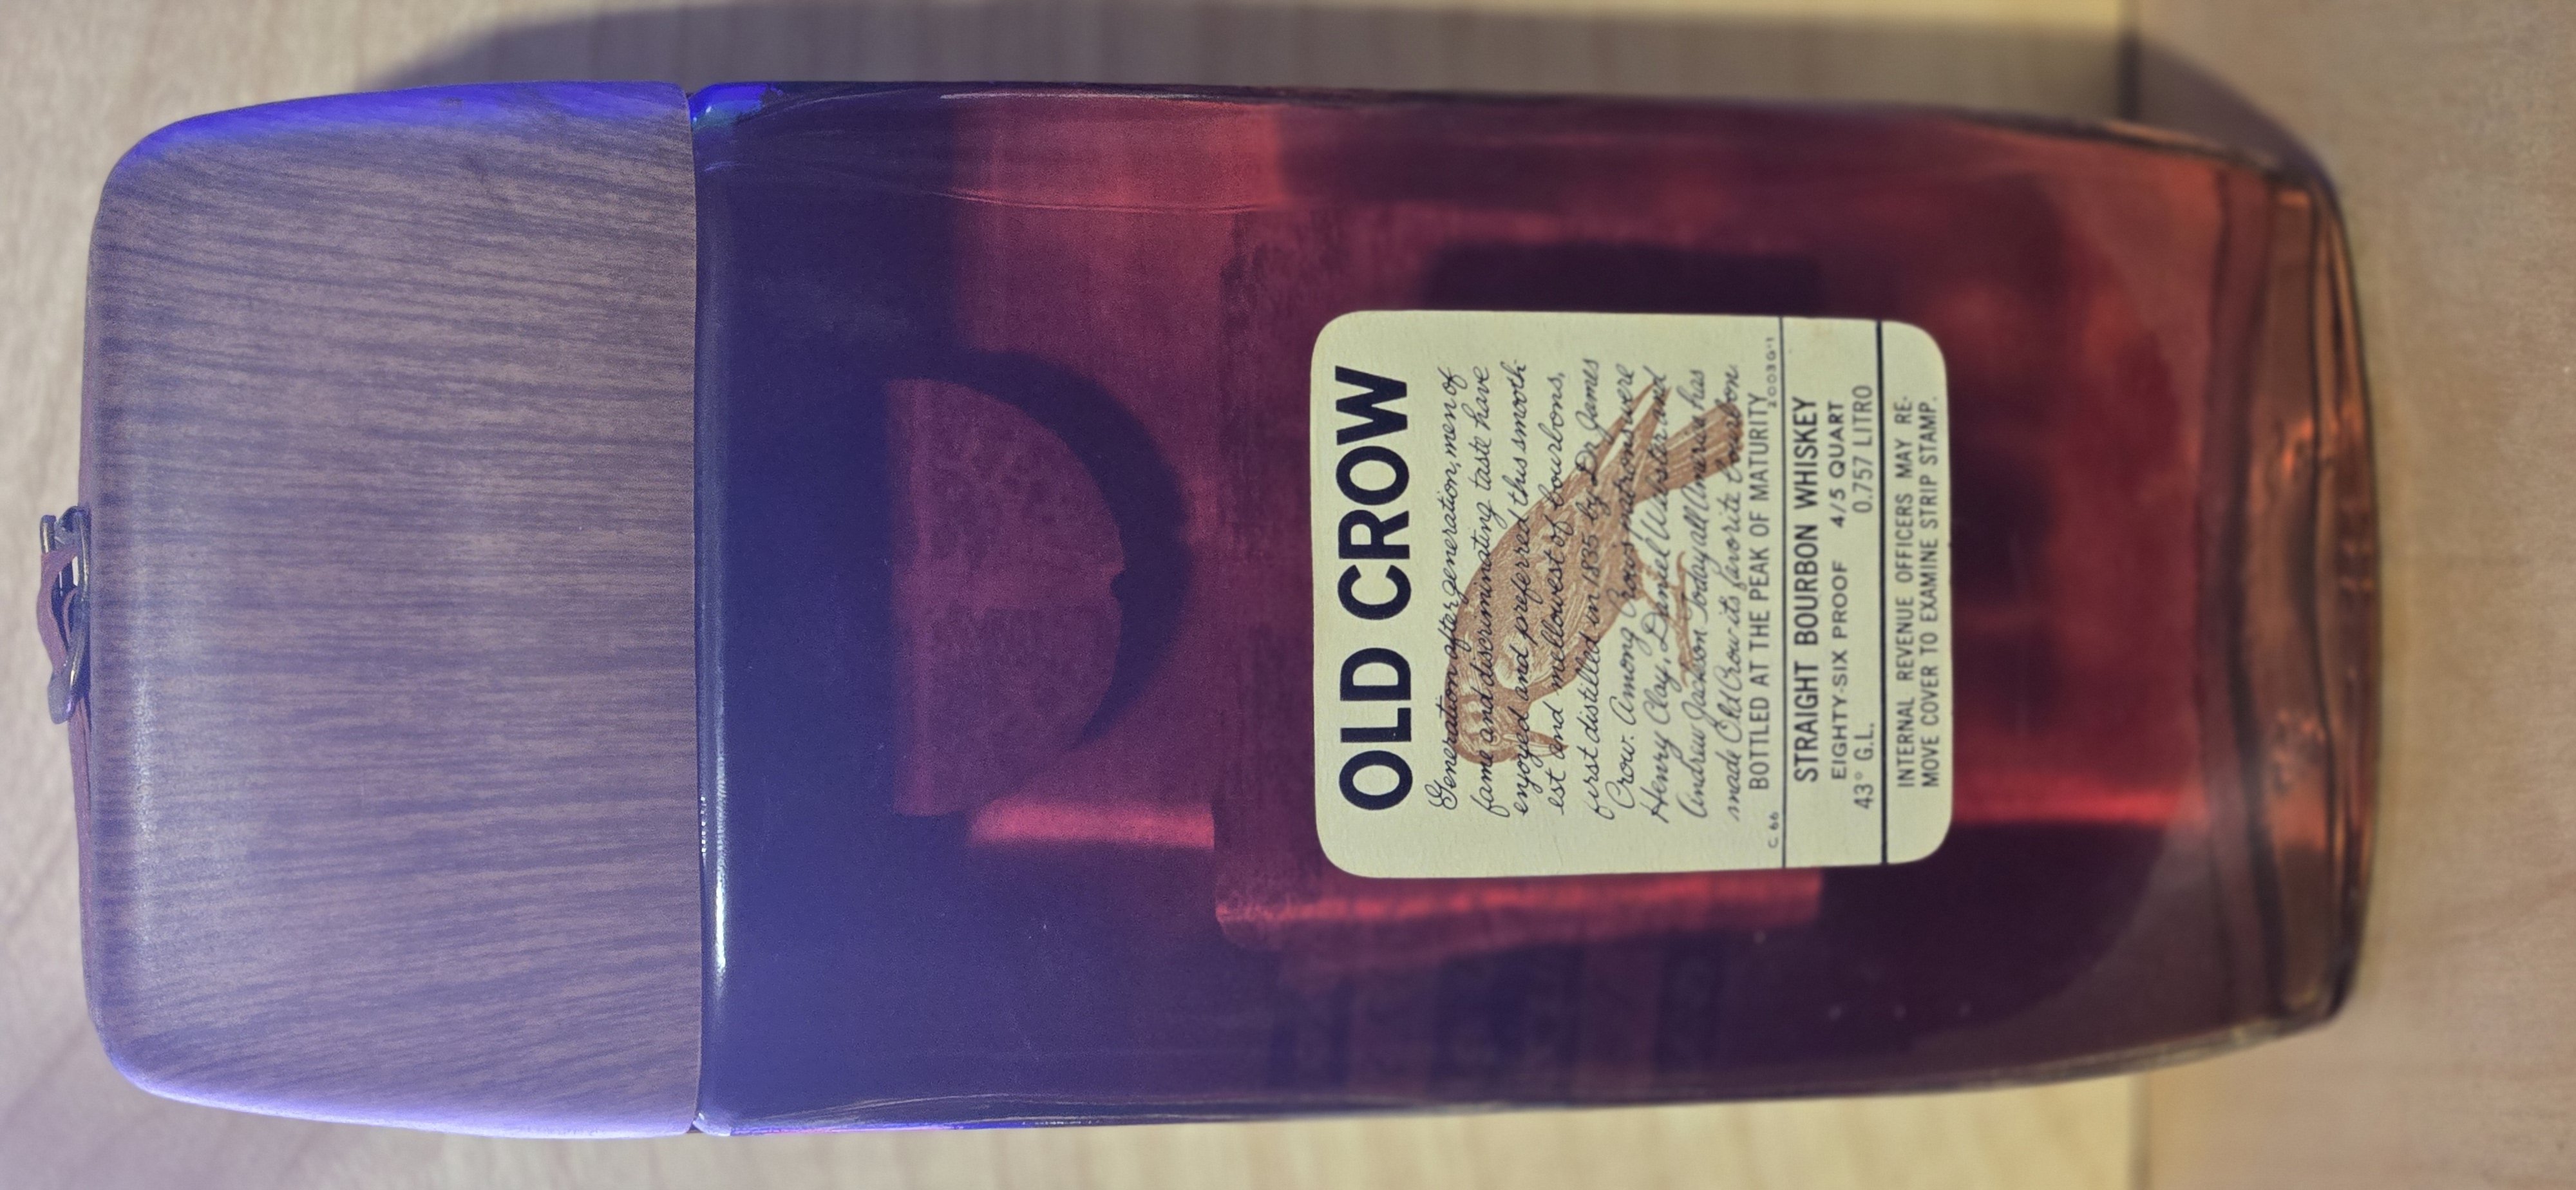 OLD CROW
Generation after generation, men of
fame and discriminating taste have
enjoyed and preferred this smooth-
est and mellowest of bourbons,
first distilled in 1835 by Dr. James
Crow. Among Crow's patrons were
Henry Clay, Daniel Webster and
Andrew Jackson. Today all America has
made Old Crow its favorite bourbon.
BOTTLED AT THE PEAK OF MATURITY
C 66 2003G-1
STRAIGHT BOURBON WHISKEY
EIGHTY-SIX PROOF 4/5 QUART
43° G.L. 0.757 LITRO
INTERNAL REVENUE OFFICERS MAY RE-
MOVE COVER TO EXAMINE STRIP STAMP.